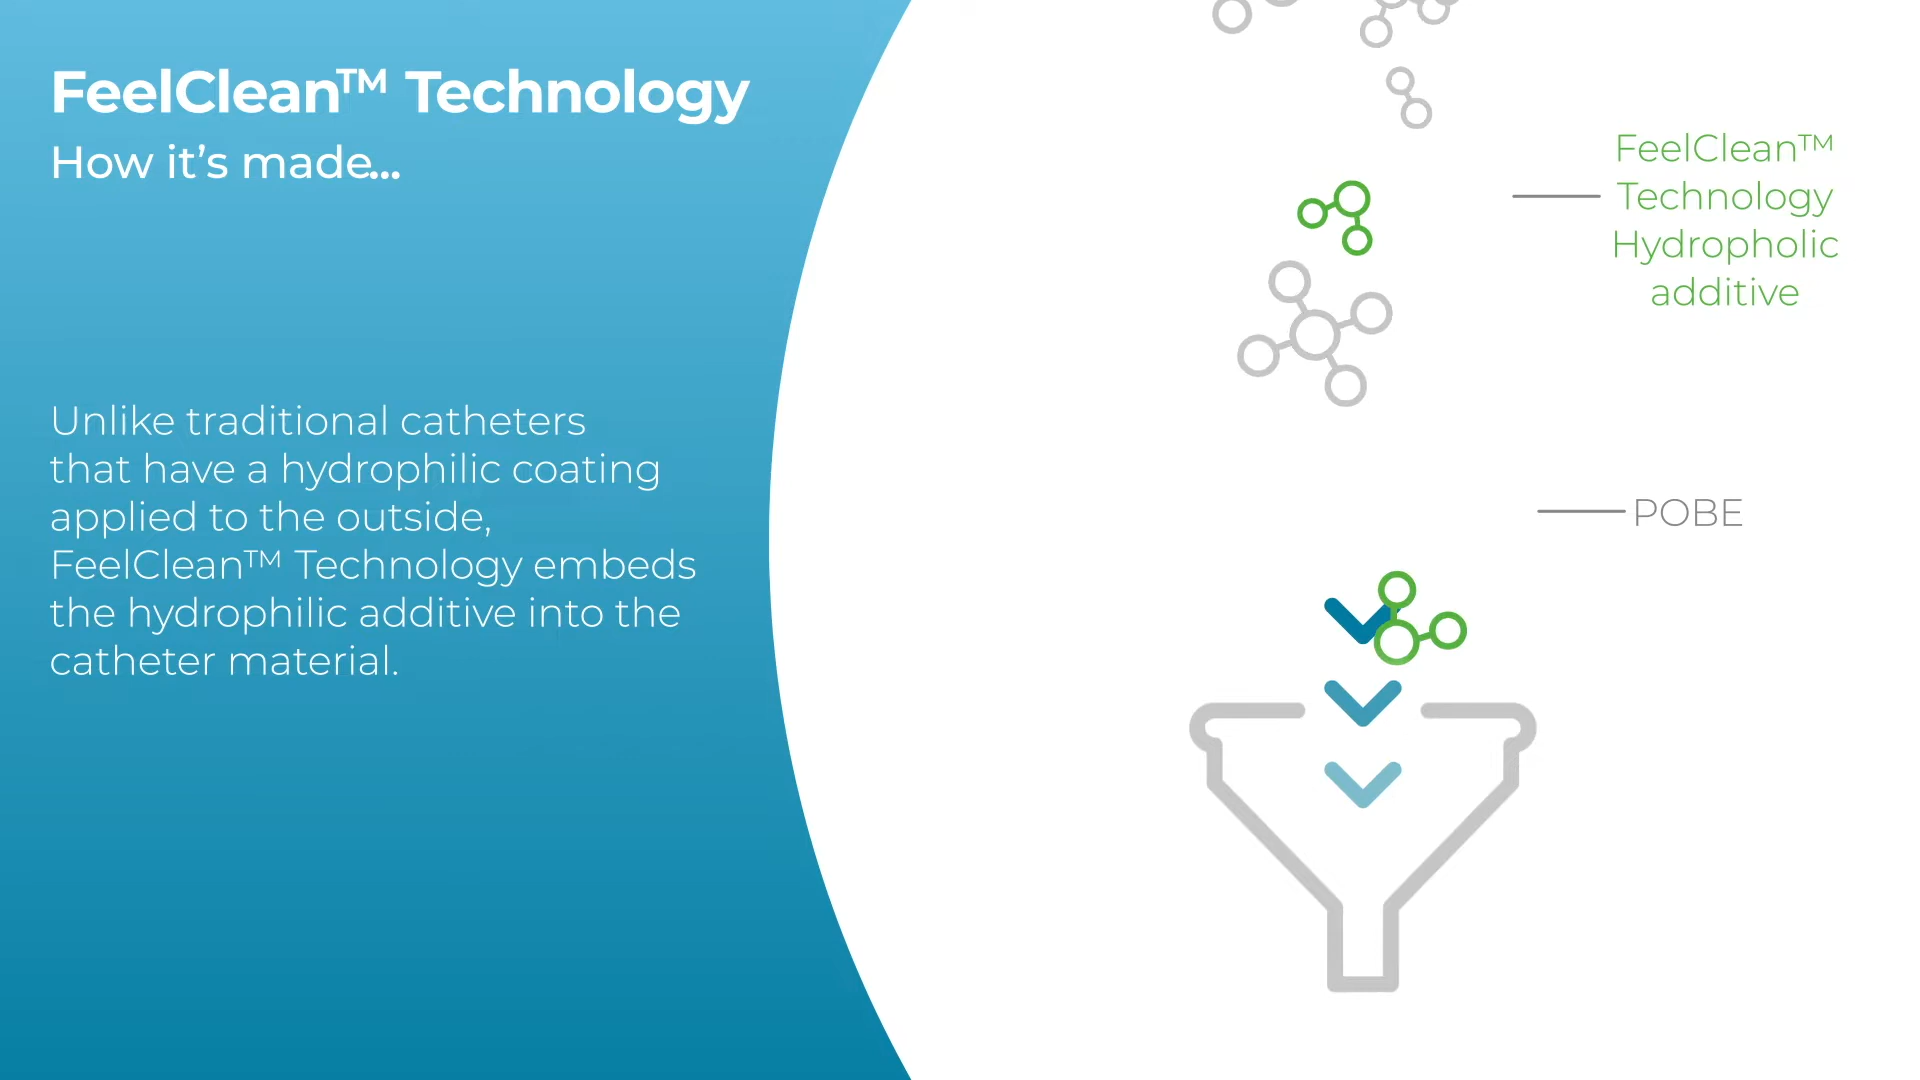 FeelClean™ Technology
How it's made...
Unlike traditional catheters
that have a hydrophilic coating
applied to the outside,
FeelClean™ Technology embeds
the hydrophilic additive into the
catheter material.
FeelClean™
Technology
Hydropholic
additive
POBE